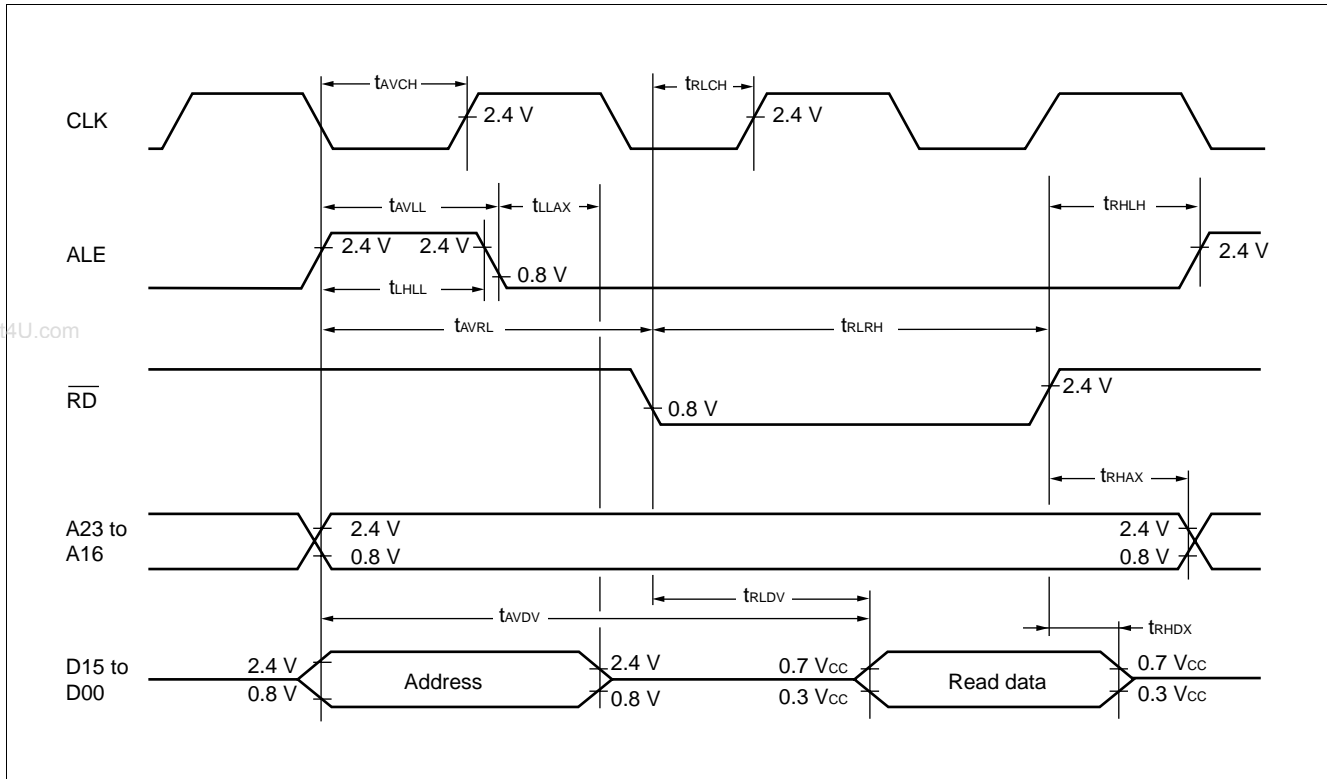 tAVCH
tRLCH
CLK
2.4 V
2.4 V
tAVLL
tLLAX
tRHLH
ALE
2.4 V
2.4 V
0.8 V
2.4 V
tLHLL
tAVRL
tRLRH
t4U.com
RD
0.8 V
2.4 V
tRHAX
A23 to
A16
2.4 V
0.8 V
2.4 V
0.8 V
tRLDV
tAVDV
tRHDX
D15 to
D00
2.4 V
0.8 V
Address
2.4 V
0.8 V
0.7 VCC
0.3 VCC
Read data
0.7 VCC
0.3 VCC